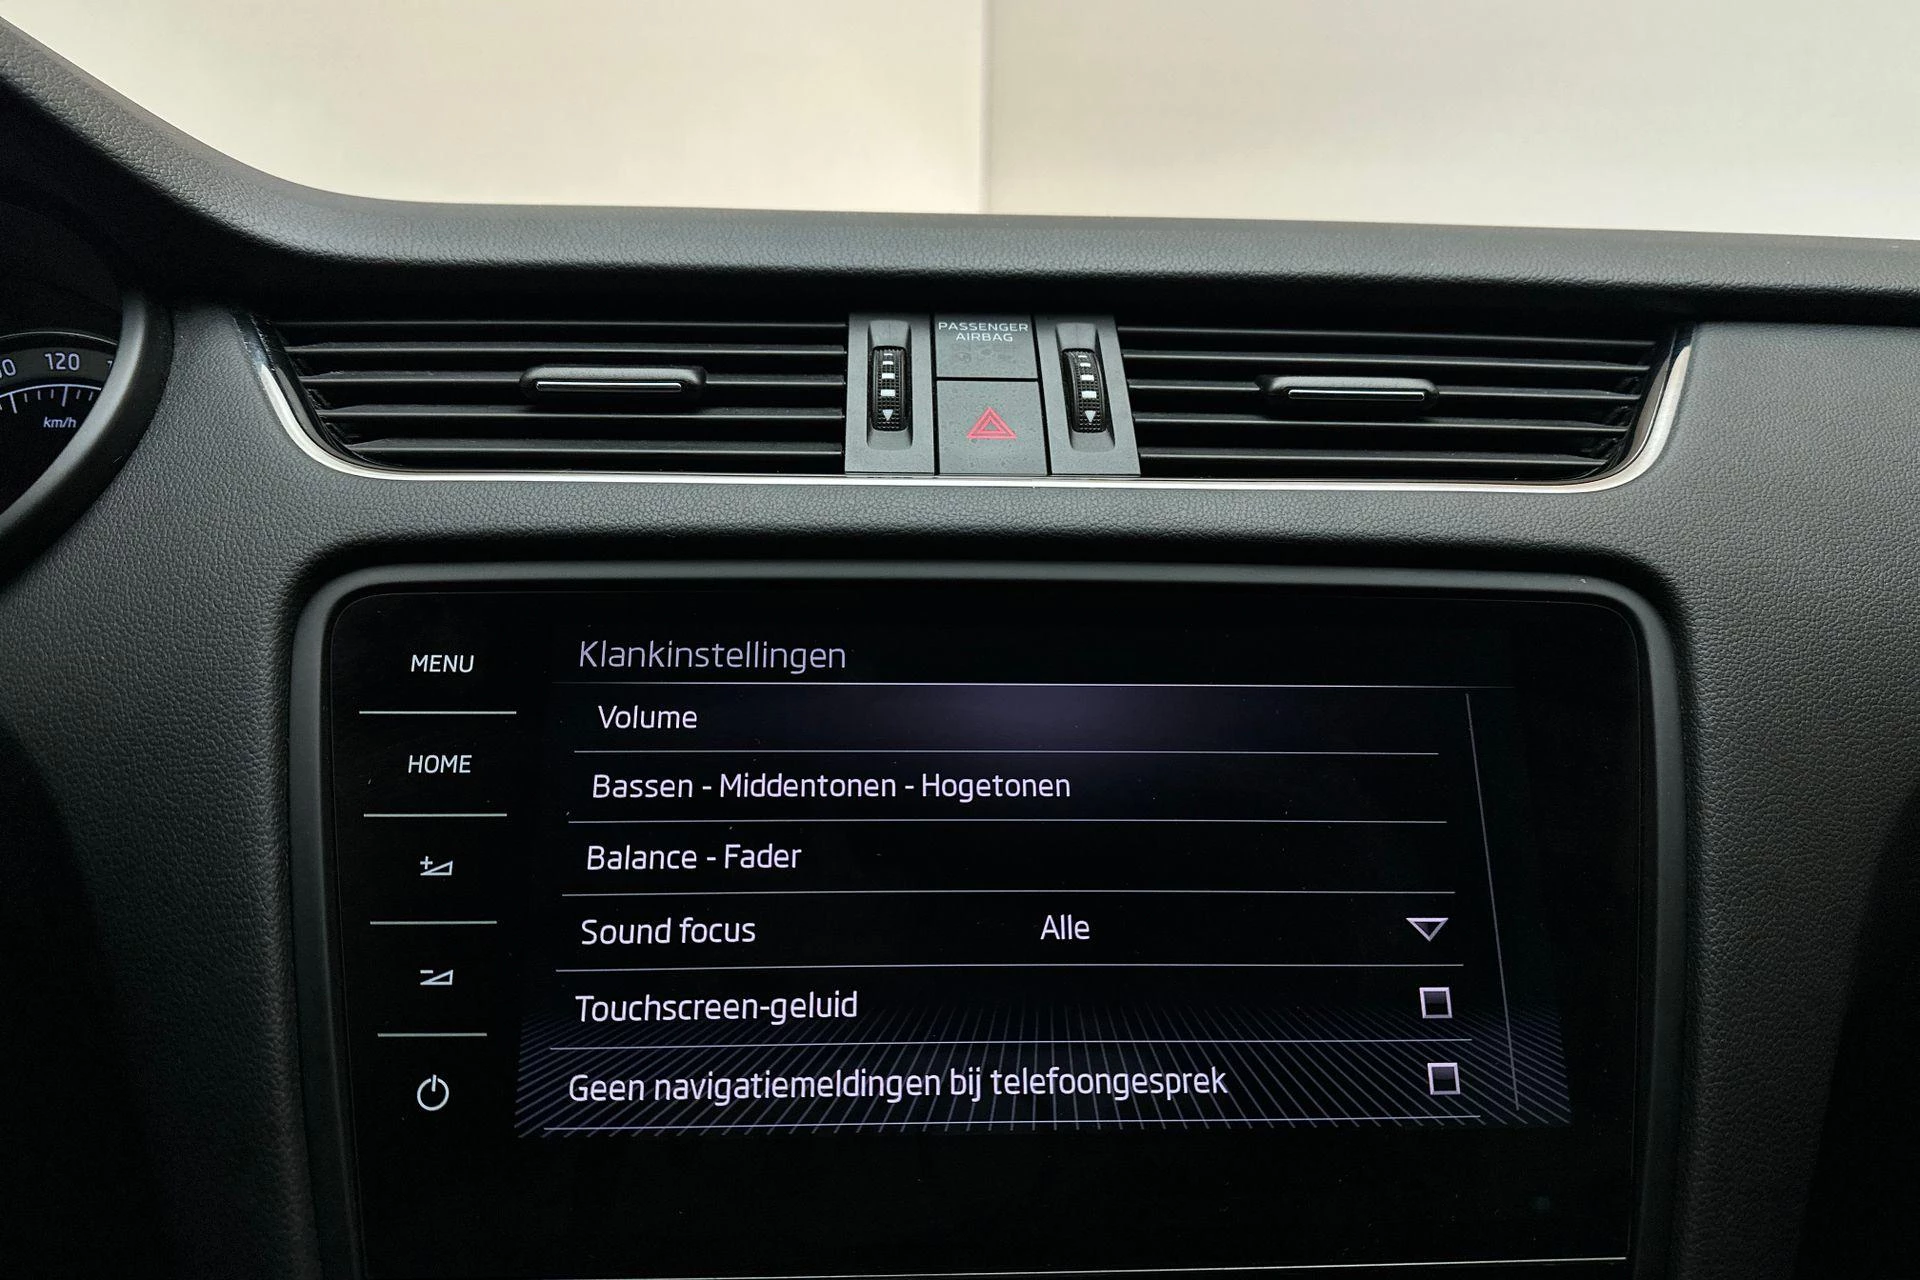 PASSENGER
AIRBAG
120
km/h
MENU
HOME
Klankinstellingen
Volume
Bassen - Middentonen - Hogetonen
Balance - Fader
Sound focus Alle
Touchscreen-geluid
Geen navigatiemeldingen bij telefoongesprek